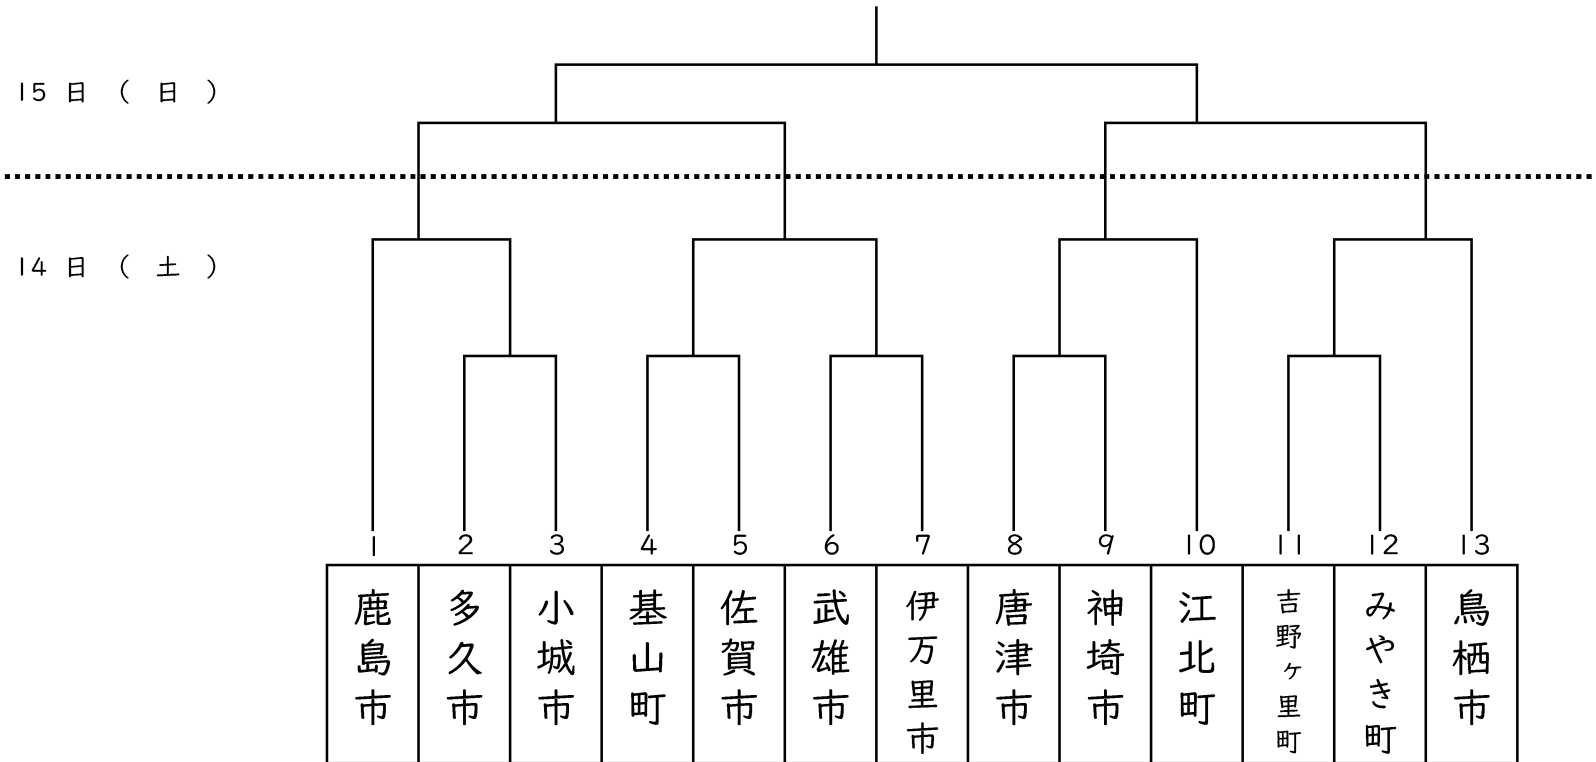 15日(日)
14日(土)
1 2 3 4 5 6 7 8 9 10 11 12 13
鹿島市
多久市
小城市
基山町
佐賀市
武雄市
伊万里市
唐津市
神埼市
江北町
吉野ヶ里町
みやき町
鳥栖市